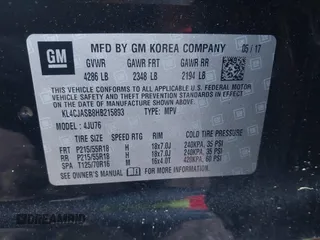 GM
MFD BY GM KOREA COMPANY 05 / 17
GVWR GAWR FRT GAWR RR
4286 LB 2348 LB 2194 LB
THIS VEHICLE CONFORMS TO ALL APPLICABLE U.S. FEDERAL MOTOR
VEHICLE SAFETY, BUMPER, AND THEFT PREVENTION STANDARDS IN
EFFECT ON THE DATE OF MANUFACTURE SHOWN ABOVE.
KL4CJASB8HB215893 TYPE: MPV
MODEL : 4JU76
TIRE SIZE SPEED RTG RIM COLD TIRE PRESSURE
FRT P215/55R18 H 18x7.0J 240KPA, 35 PSI
RR P215/55R18 H 18x7.0J 240KPA, 35 PSI
SPA T125/70R16 M 16x4.0T 420KPA, 60 PSI
SEE OWNER'S MANUAL
DREAMBID